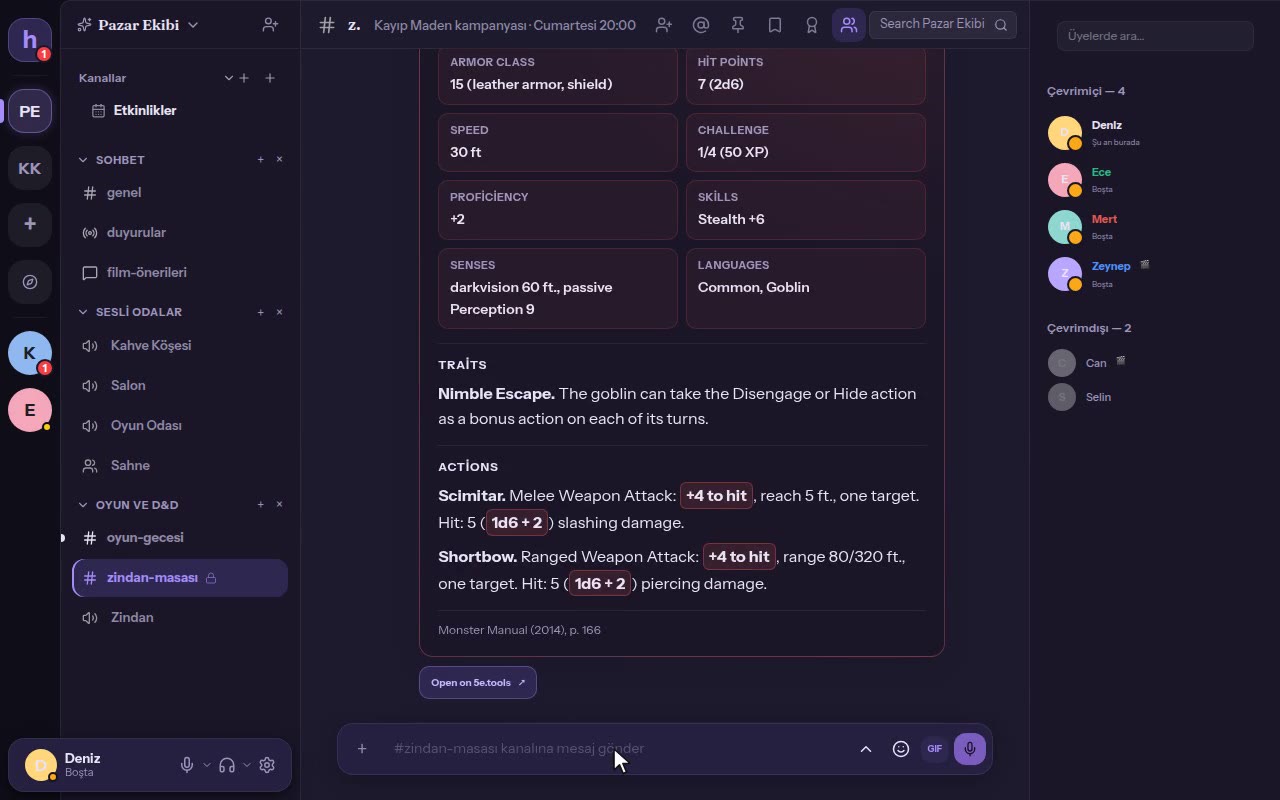 h
1
PE
KK
+
K
1
E
Pazar Ekibi
Kanallar
Etkinlikler
SOHBET
genel
duyurular
film-önerileri
SESLİ ODALAR
Kahve Köşesi
Salon
Oyun Odası
Sahne
OYUN VE D&D
oyun-gecesi
zindan-masası
Zindan
D
Deniz
Boşta
z. Kayıp Maden kampanyası · Cumartesi 20:00
Search Pazar Ekibi
ARMOR CLASS
15 (leather armor, shield)
HİT POİNTS
7 (2d6)
SPEED
30 ft
CHALLENGE
1/4 (50 XP)
PROFİCİENCY
+2
SKİLLS
Stealth +6
SENSES
darkvision 60 ft., passive
Perception 9
LANGUAGES
Common, Goblin
TRAİTS
Nimble Escape. The goblin can take the Disengage or Hide action
as a bonus action on each of its turns.
ACTİONS
Scimitar. Melee Weapon Attack: +4 to hit, reach 5 ft., one target.
Hit: 5 (1d6 + 2) slashing damage.
Shortbow. Ranged Weapon Attack: +4 to hit, range 80/320 ft.,
one target. Hit: 5 (1d6 + 2) piercing damage.
Monster Manual (2014), p. 166
Open on 5e.tools ↗
#zindan-masası kanalına mesaj gönder
GIF
Üyelerde ara...
Çevrimiçi — 4
D
Deniz
Şu an burada
E
Ece
Boşta
M
Mert
Boşta
Z
Zeynep
Boşta
Çevrimdışı — 2
C
Can
S
Selin